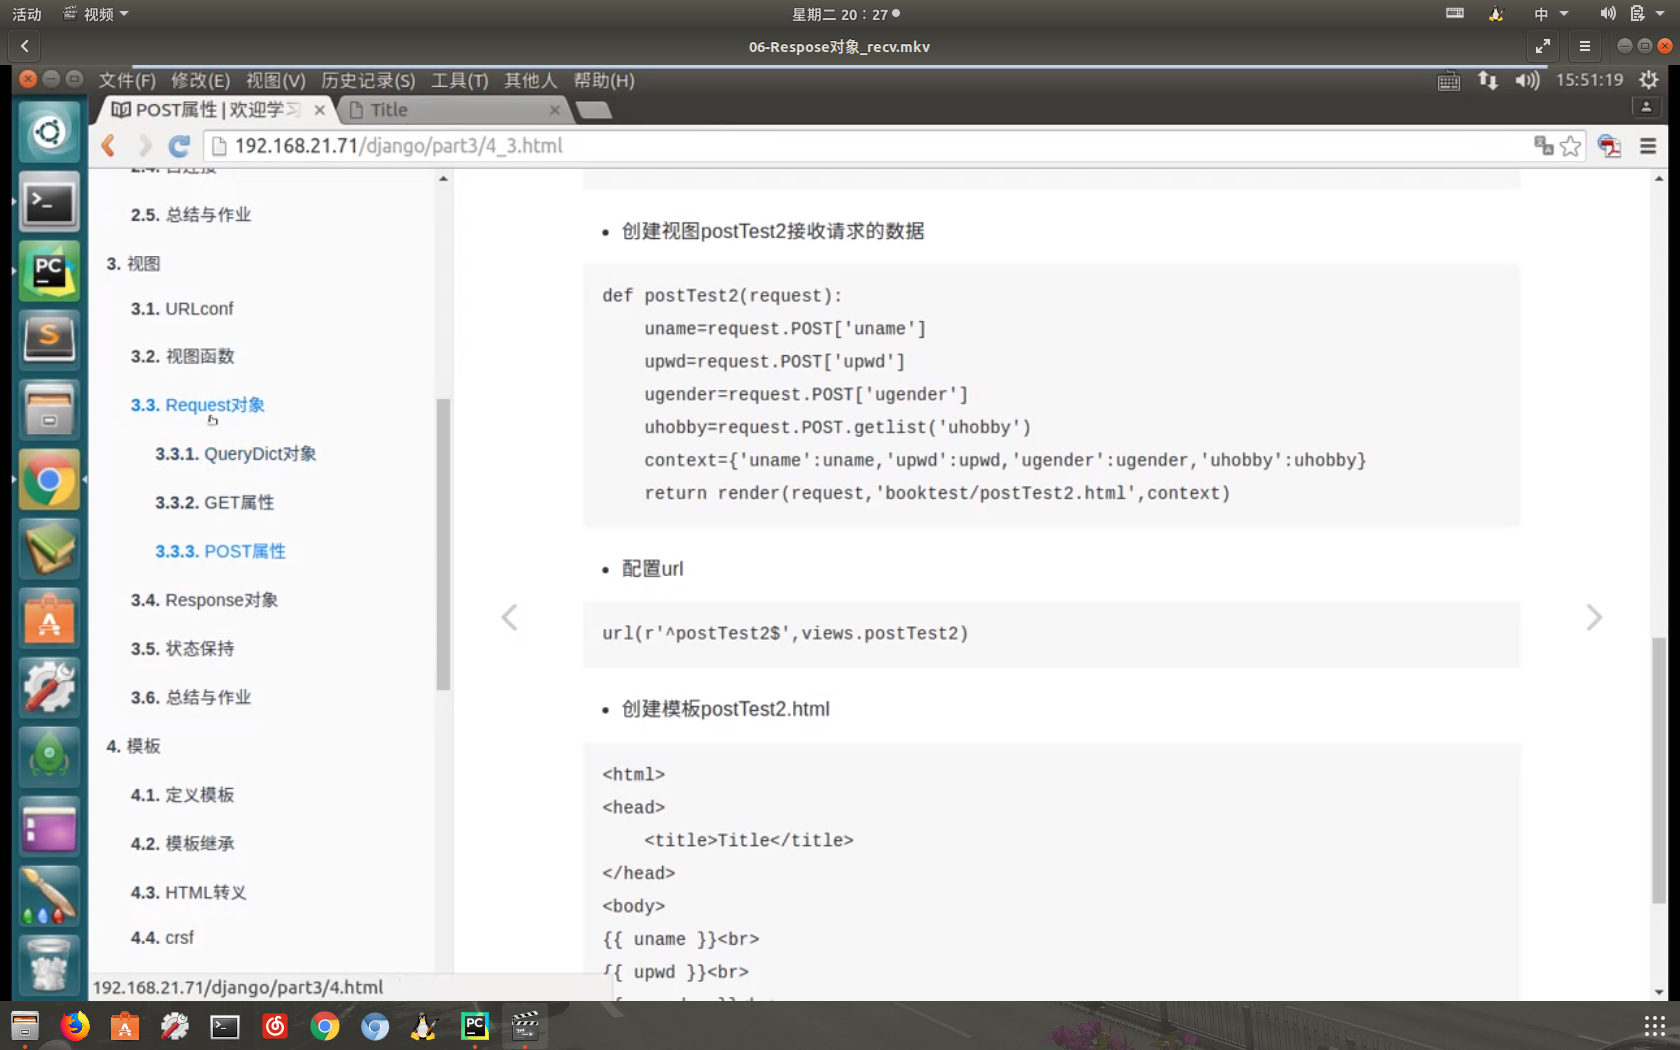 活动 视频 星期二 20：27 中
06-Respose对象_recv.mkv
文件(F) 修改(E) 视图(V) 历史记录(S) 工具(T) 其他人 帮助(H) 15:51:19
POST属性 | 欢迎学习 Title
192.168.21.71/django/part3/4_3.html
2.5. 总结与作业
3. 视图
3.1. URLconf
3.2. 视图函数
3.3. Request对象
3.3.1. QueryDict对象
3.3.2. GET属性
3.3.3. POST属性
3.4. Response对象
3.5. 状态保持
3.6. 总结与作业
4. 模板
4.1. 定义模板
4.2. 模板继承
4.3. HTML转义
4.4. crsf
192.168.21.71/django/part3/4.html
• 创建视图postTest2接收请求的数据
def postTest2(request):
    uname=request.POST['uname']
    upwd=request.POST['upwd']
    ugender=request.POST['ugender']
    uhobby=request.POST.getlist('uhobby')
    context={'uname':uname,'upwd':upwd,'ugender':ugender,'uhobby':uhobby}
    return render(request,'booktest/postTest2.html',context)
• 配置url
url(r'^postTest2$',views.postTest2)
• 创建模板postTest2.html
<html>
<head>
    <title>Title</title>
</head>
<body>
{{ uname }}<br>
{{ upwd }}<br>